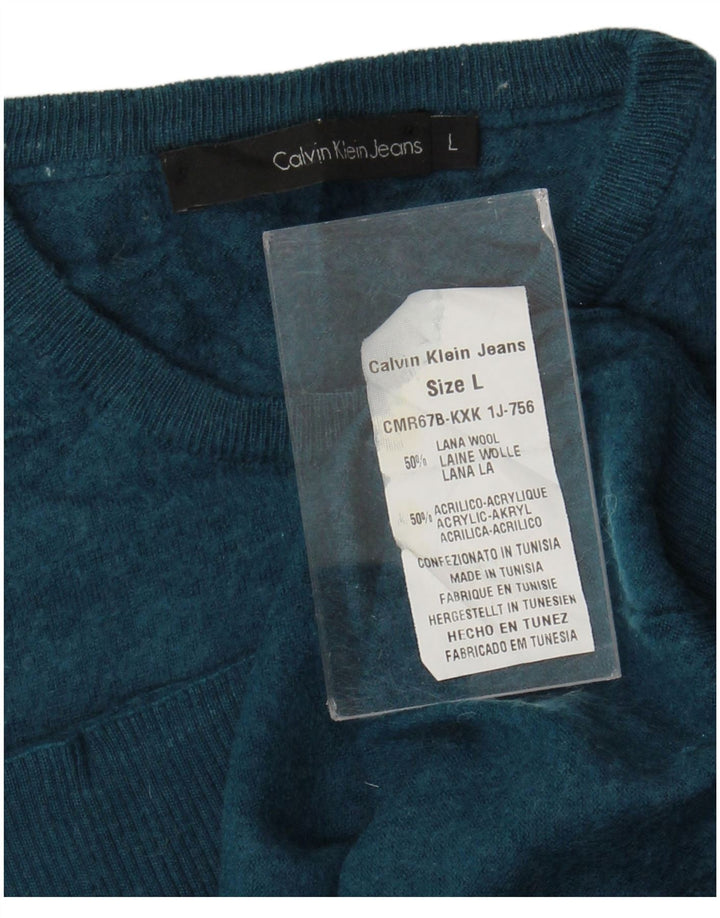 Calvin Klein Jeans L
Calvin Klein Jeans
Size L
CMR67B-KXK 1J-756
LANA WOOL
50% LAINE WOLLE
LANA LA
ACRILICO-ACRYLIQUE
50% ACRYLIC-AKRYL
ACRILICA-ACRILICO
CONFEZIONATO IN TUNISIA
MADE IN TUNISIA
FABRIQUE EN TUNISIE
HERGESTELLT IN TUNESIEN
HECHO EN TUNEZ
FABRICADO EM TUNESIA